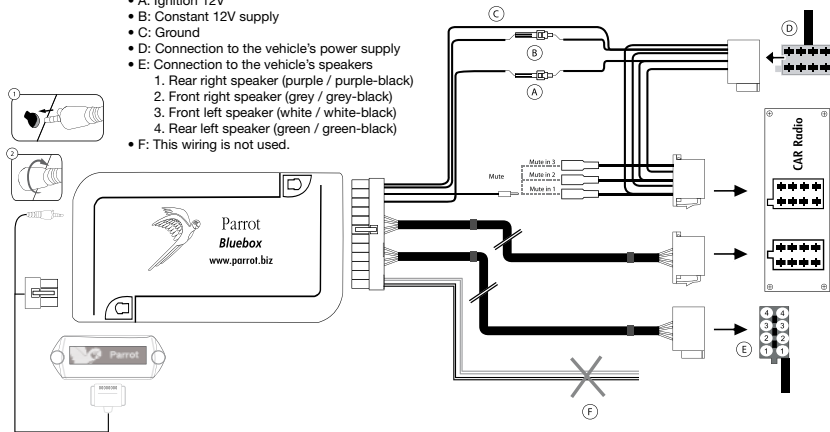 • A: Ignition 12V
• B: Constant 12V supply
• C: Ground
• D: Connection to the vehicle's power supply
• E: Connection to the vehicle's speakers
1. Rear right speaker (purple / purple-black)
2. Front right speaker (grey / grey-black)
3. Front left speaker (white / white-black)
4. Rear left speaker (green / green-black)
• F: This wiring is not used.
C
B
A
D
1
2
Mute
Mute in 3
Mute in 2
Mute in 1
CAR Radio
Parrot
Bluebox
www.parrot.biz
Parrot
4 4
3 3
2 2
1 1
E
F